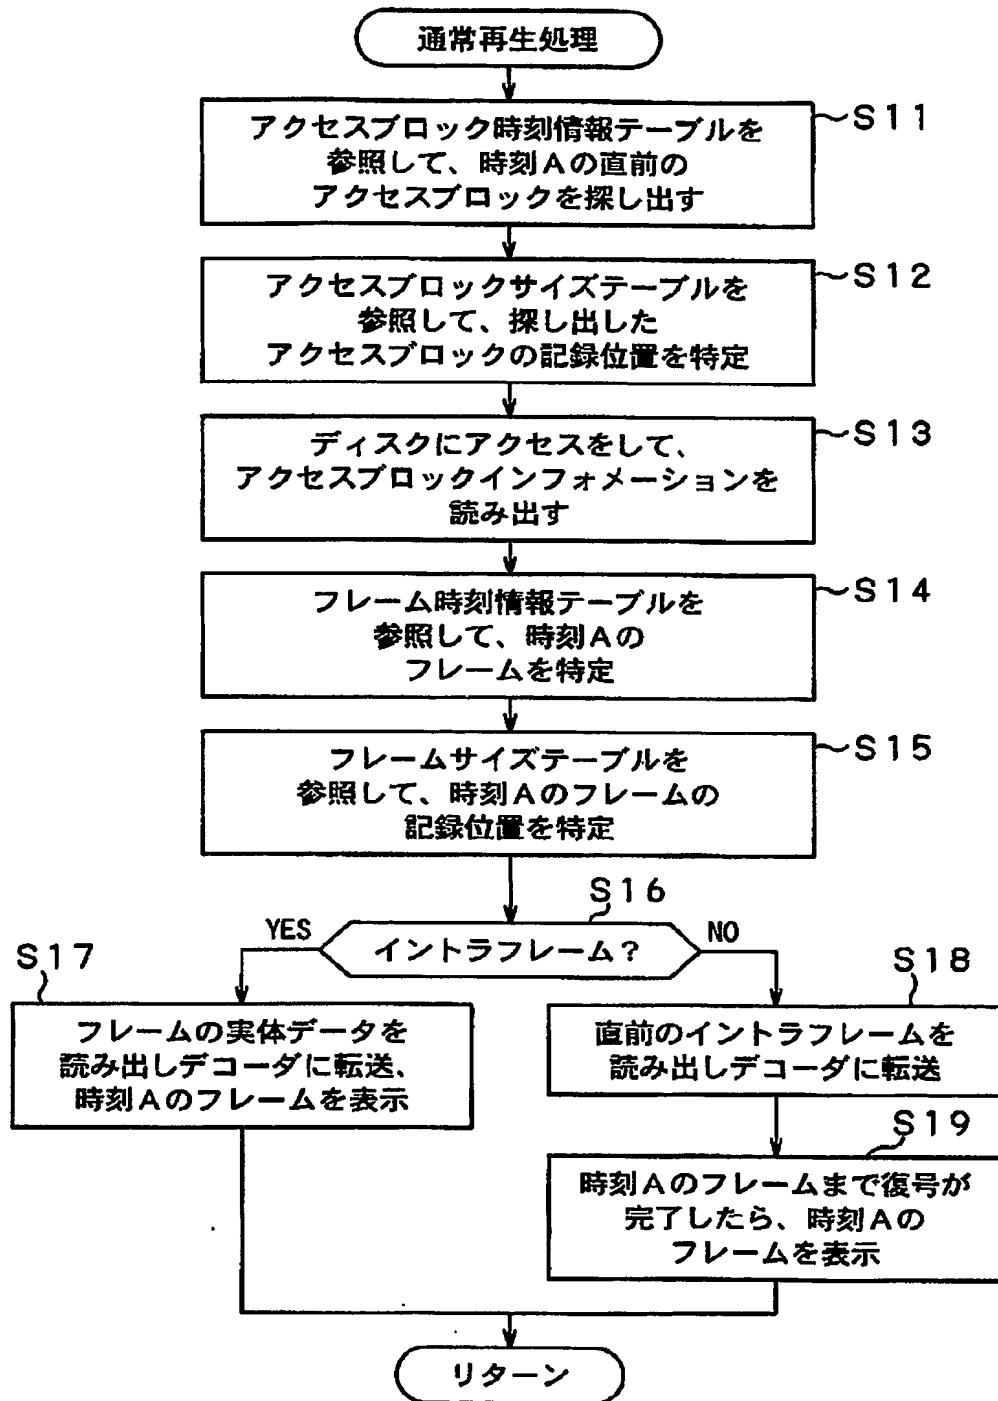 通常再生処理
S11
アクセスブロック時刻情報テーブルを
参照して、時刻Aの直前の
アクセスブロックを探し出す
S12
アクセスブロックサイズテーブルを
参照して、探し出した
アクセスブロックの記録位置を特定
S13
ディスクにアクセスをして、
アクセスブロックインフォメーションを
読み出す
S14
フレーム時刻情報テーブルを
参照して、時刻Aの
フレームを特定
S15
フレームサイズテーブルを
参照して、時刻Aのフレームの
記録位置を特定
S16
YES
イントラフレーム？
NO
S17
フレームの実体データを
読み出しデコーダに転送、
時刻Aのフレームを表示
S18
直前のイントラフレームを
読み出しデコーダに転送
S19
時刻Aのフレームまで復号が
完了したら、時刻Aの
フレームを表示
リターン